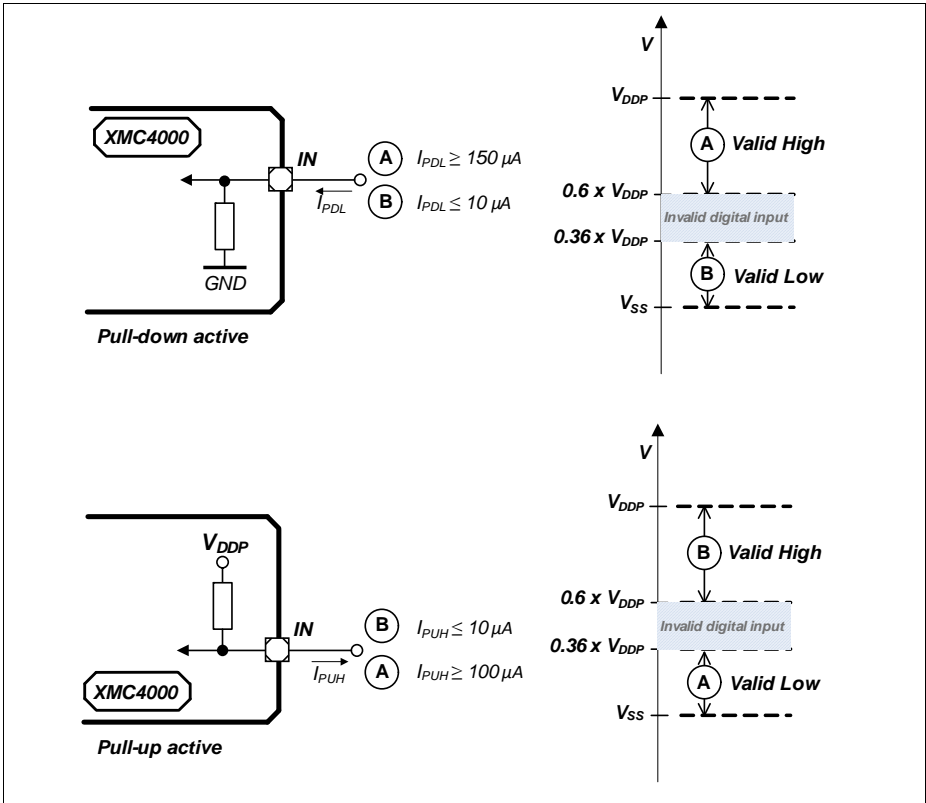 XMC4000
IN
A I_PDL ≥ 150 µA
I_PDL
B I_PDL ≤ 10 µA
GND
Pull-down active
V
V_DDP
A Valid High
0.6 x V_DDP
Invalid digital input
0.36 x V_DDP
B Valid Low
V_SS
V_DDP
IN
B I_PUH ≤ 10 µA
I_PUH
A I_PUH ≥ 100 µA
XMC4000
Pull-up active
V
V_DDP
B Valid High
0.6 x V_DDP
Invalid digital input
0.36 x V_DDP
A Valid Low
V_SS